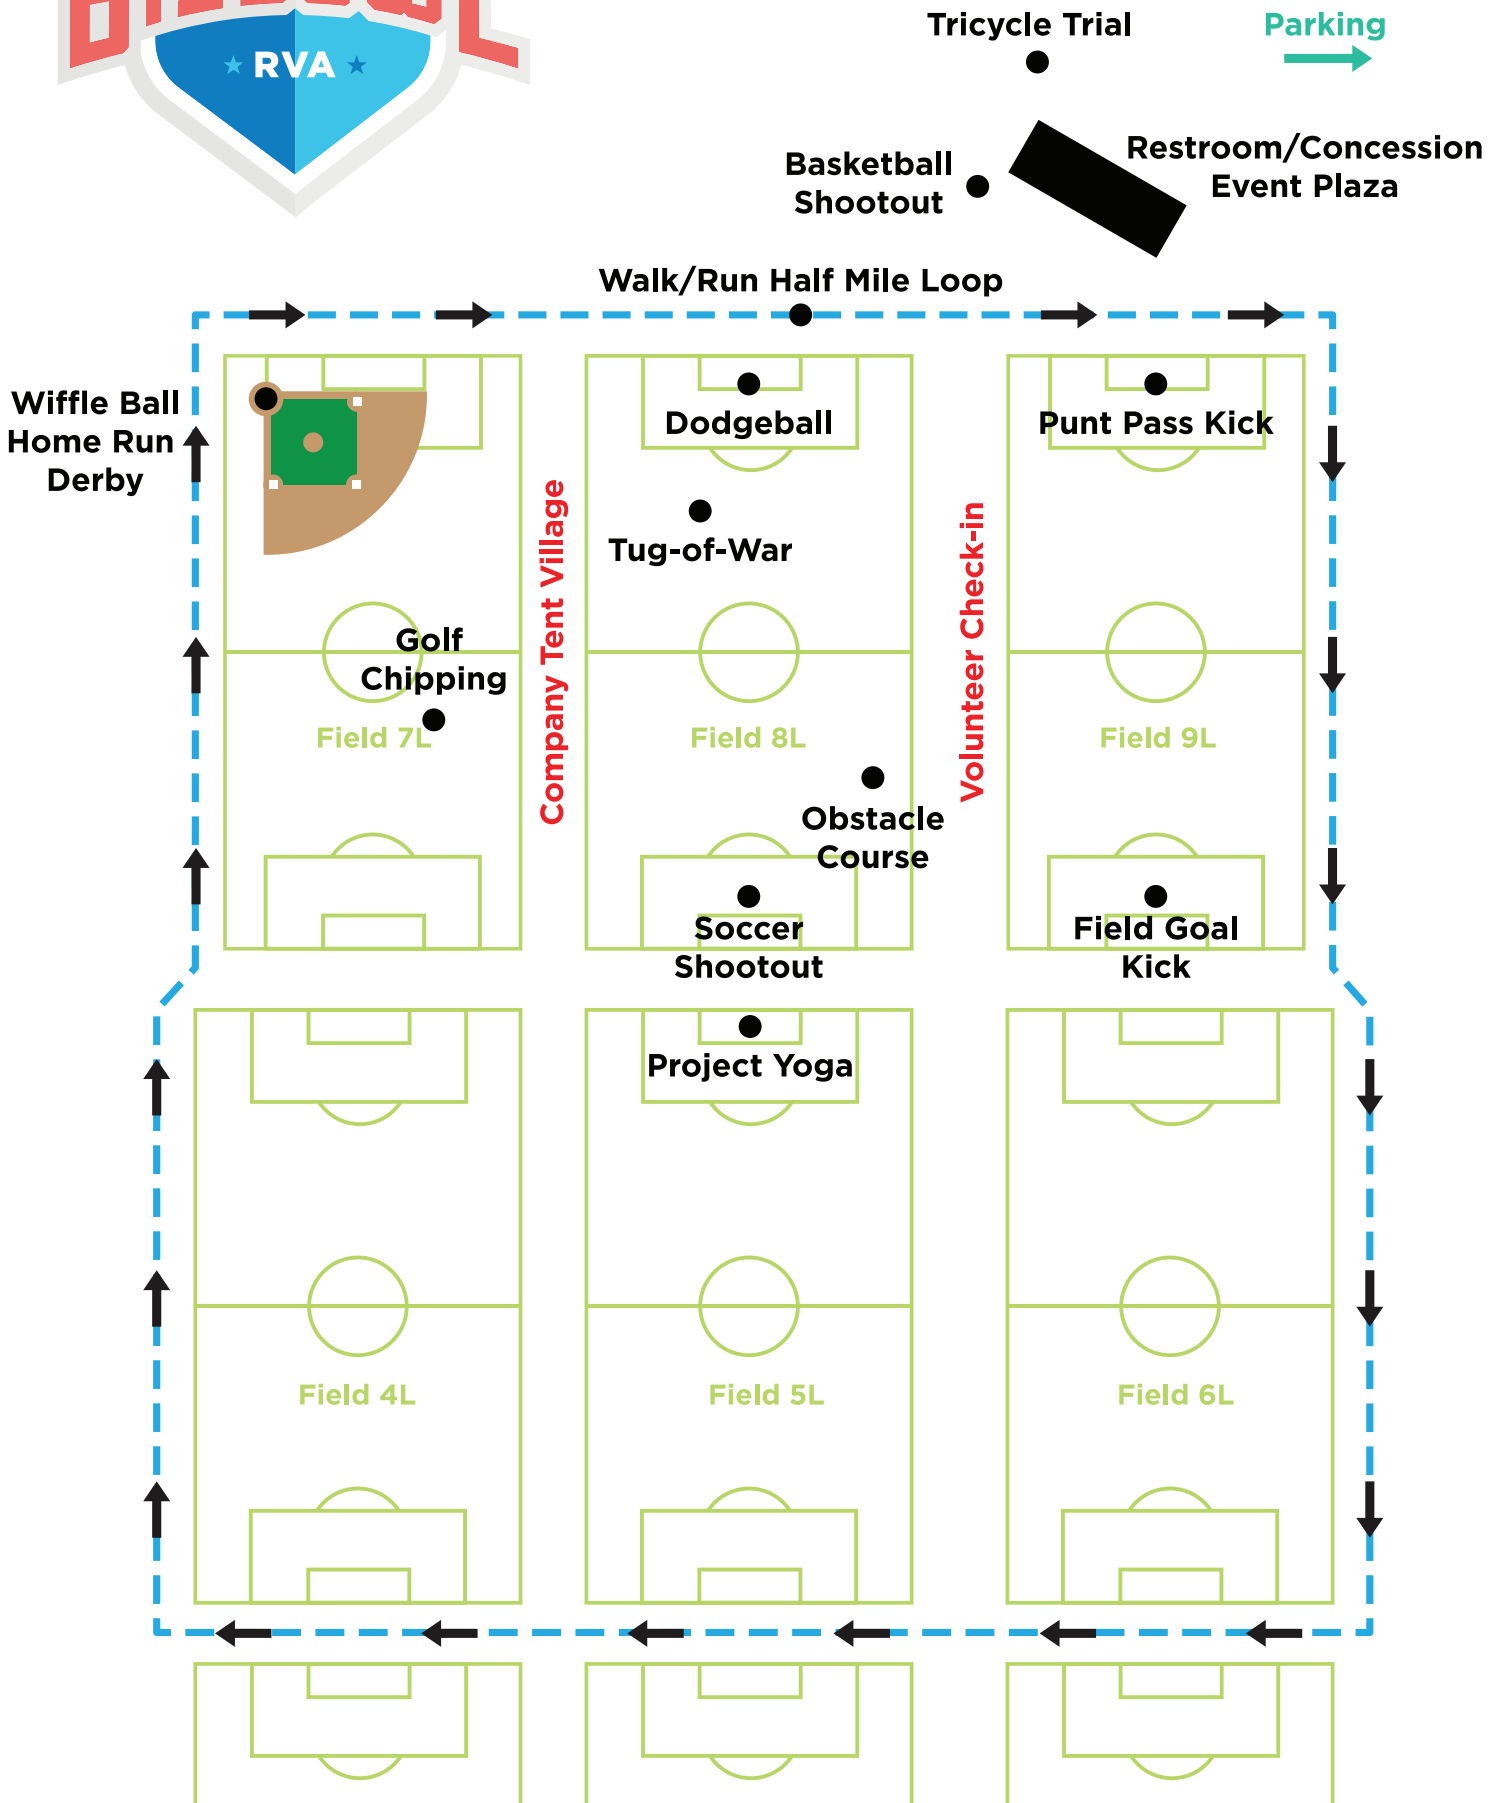 RVA
Tricycle Trial
Parking
Basketball
Shootout
Restroom/Concession
Event Plaza
Walk/Run Half Mile Loop
Wiffle Ball
Home Run
Derby
Dodgeball
Punt Pass Kick
Tug-of-War
Company Tent Village
Volunteer Check-in
Golf
Chipping
Field 7L
Field 8L
Field 9L
Obstacle
Course
Soccer
Shootout
Field Goal
Kick
Project Yoga
Field 4L
Field 5L
Field 6L